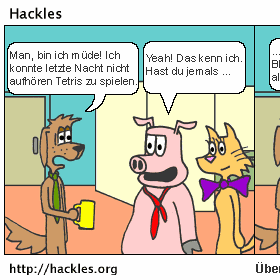 Hackles
Man, bin ich müde! Ich
konnte letzte Nacht nicht
aufhören Tetris zu spielen.
Yeah! Das kenn ich.
Hast du jemals ...
...
http://hackles.org